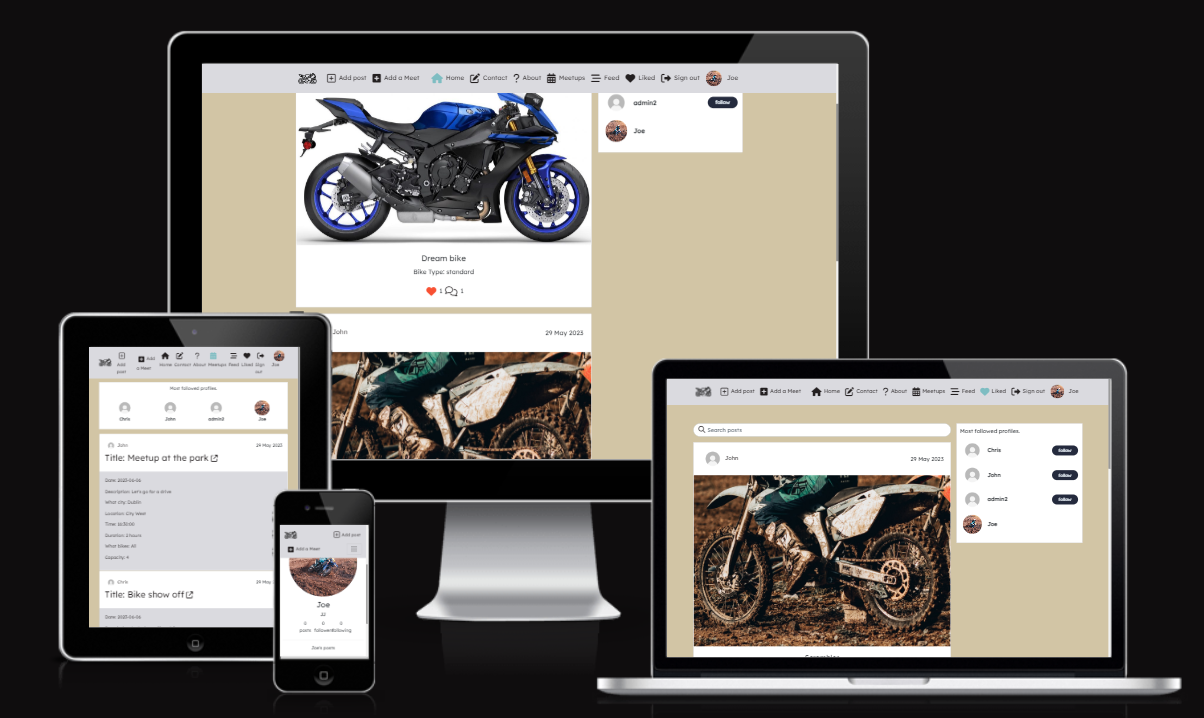 Add post Add a Meet Home Contact ? About Meetups Feed Liked Sign out Joe
admin2 follow
Joe
Dream bike
Bike Type: standard
1 1
John 29 May 2023
Add post Add a Meet Home Contact ? About Meetups Feed Liked Sign out Joe
Most followed profiles.
Chris John admin2 Joe
John 29 May 2023
Title: Meetup at the park
Date: 2023-06-06
Description: Let's go for a drive
What city: Dublin
Location: City West
Time: 16:30:00
Duration: 2 hours
What bikes: All
Capacity: 4
Chris 29 May
Title: Bike show off
Date: 2023-06-06
Add post
Add a Meet
Joe
JJ
0 0 0
posts followers following
Joe's posts
Add post Add a Meet Home Contact ? About Meetups Feed Liked Sign out Joe
Search posts
John 29 May 2023
Most followed profiles.
Chris follow
John follow
admin2 follow
Joe